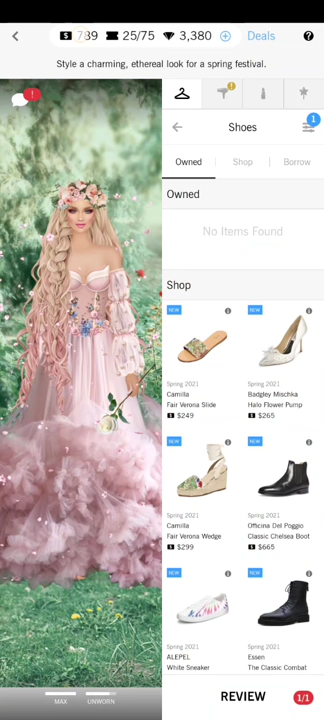 $ 789 25/75 3,380 Deals ?
Style a charming, ethereal look for a spring festival.
!
!
Shoes
1
Owned Shop Borrow
Owned
No Items Found
Shop
NEW
NEW
Spring 2021
Camilla
Fair Verona Slide
$ $249
Spring 2021
Badgley Mischka
Halo Flower Pump
$ $265
NEW
NEW
Spring 2021
Camilla
Fair Verona Wedge
$ $299
Spring 2021
Officina Del Poggio
Classic Chelsea Boot
$ $665
NEW
NEW
Spring 2021
ALEPEL
White Sneaker
Spring 2021
Essen
The Classic Combat
MAX UNWORN
REVIEW 1/1